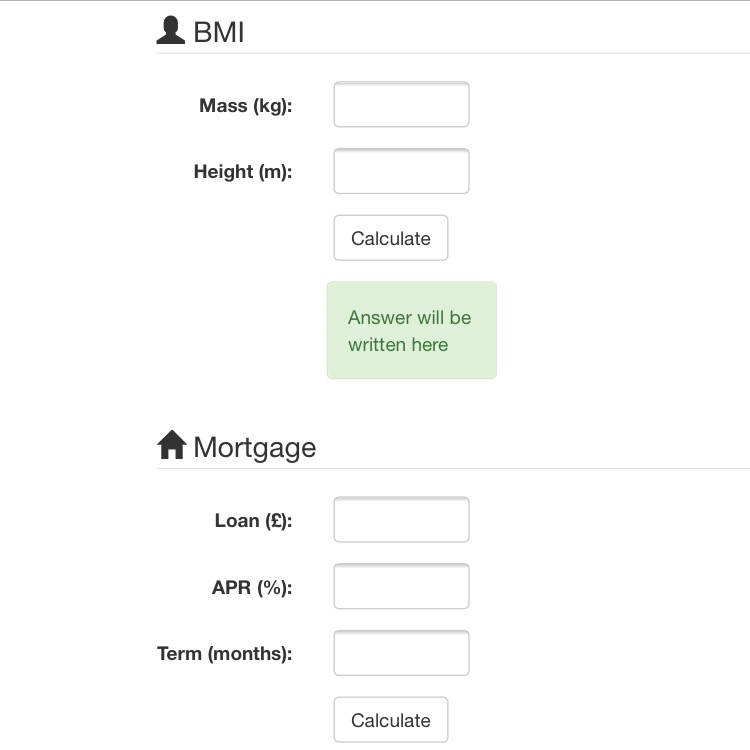 BMI
Mass (kg):
Height (m):
Calculate
Answer will be
written here
Mortgage
Loan (£):
APR (%):
Term (months):
Calculate